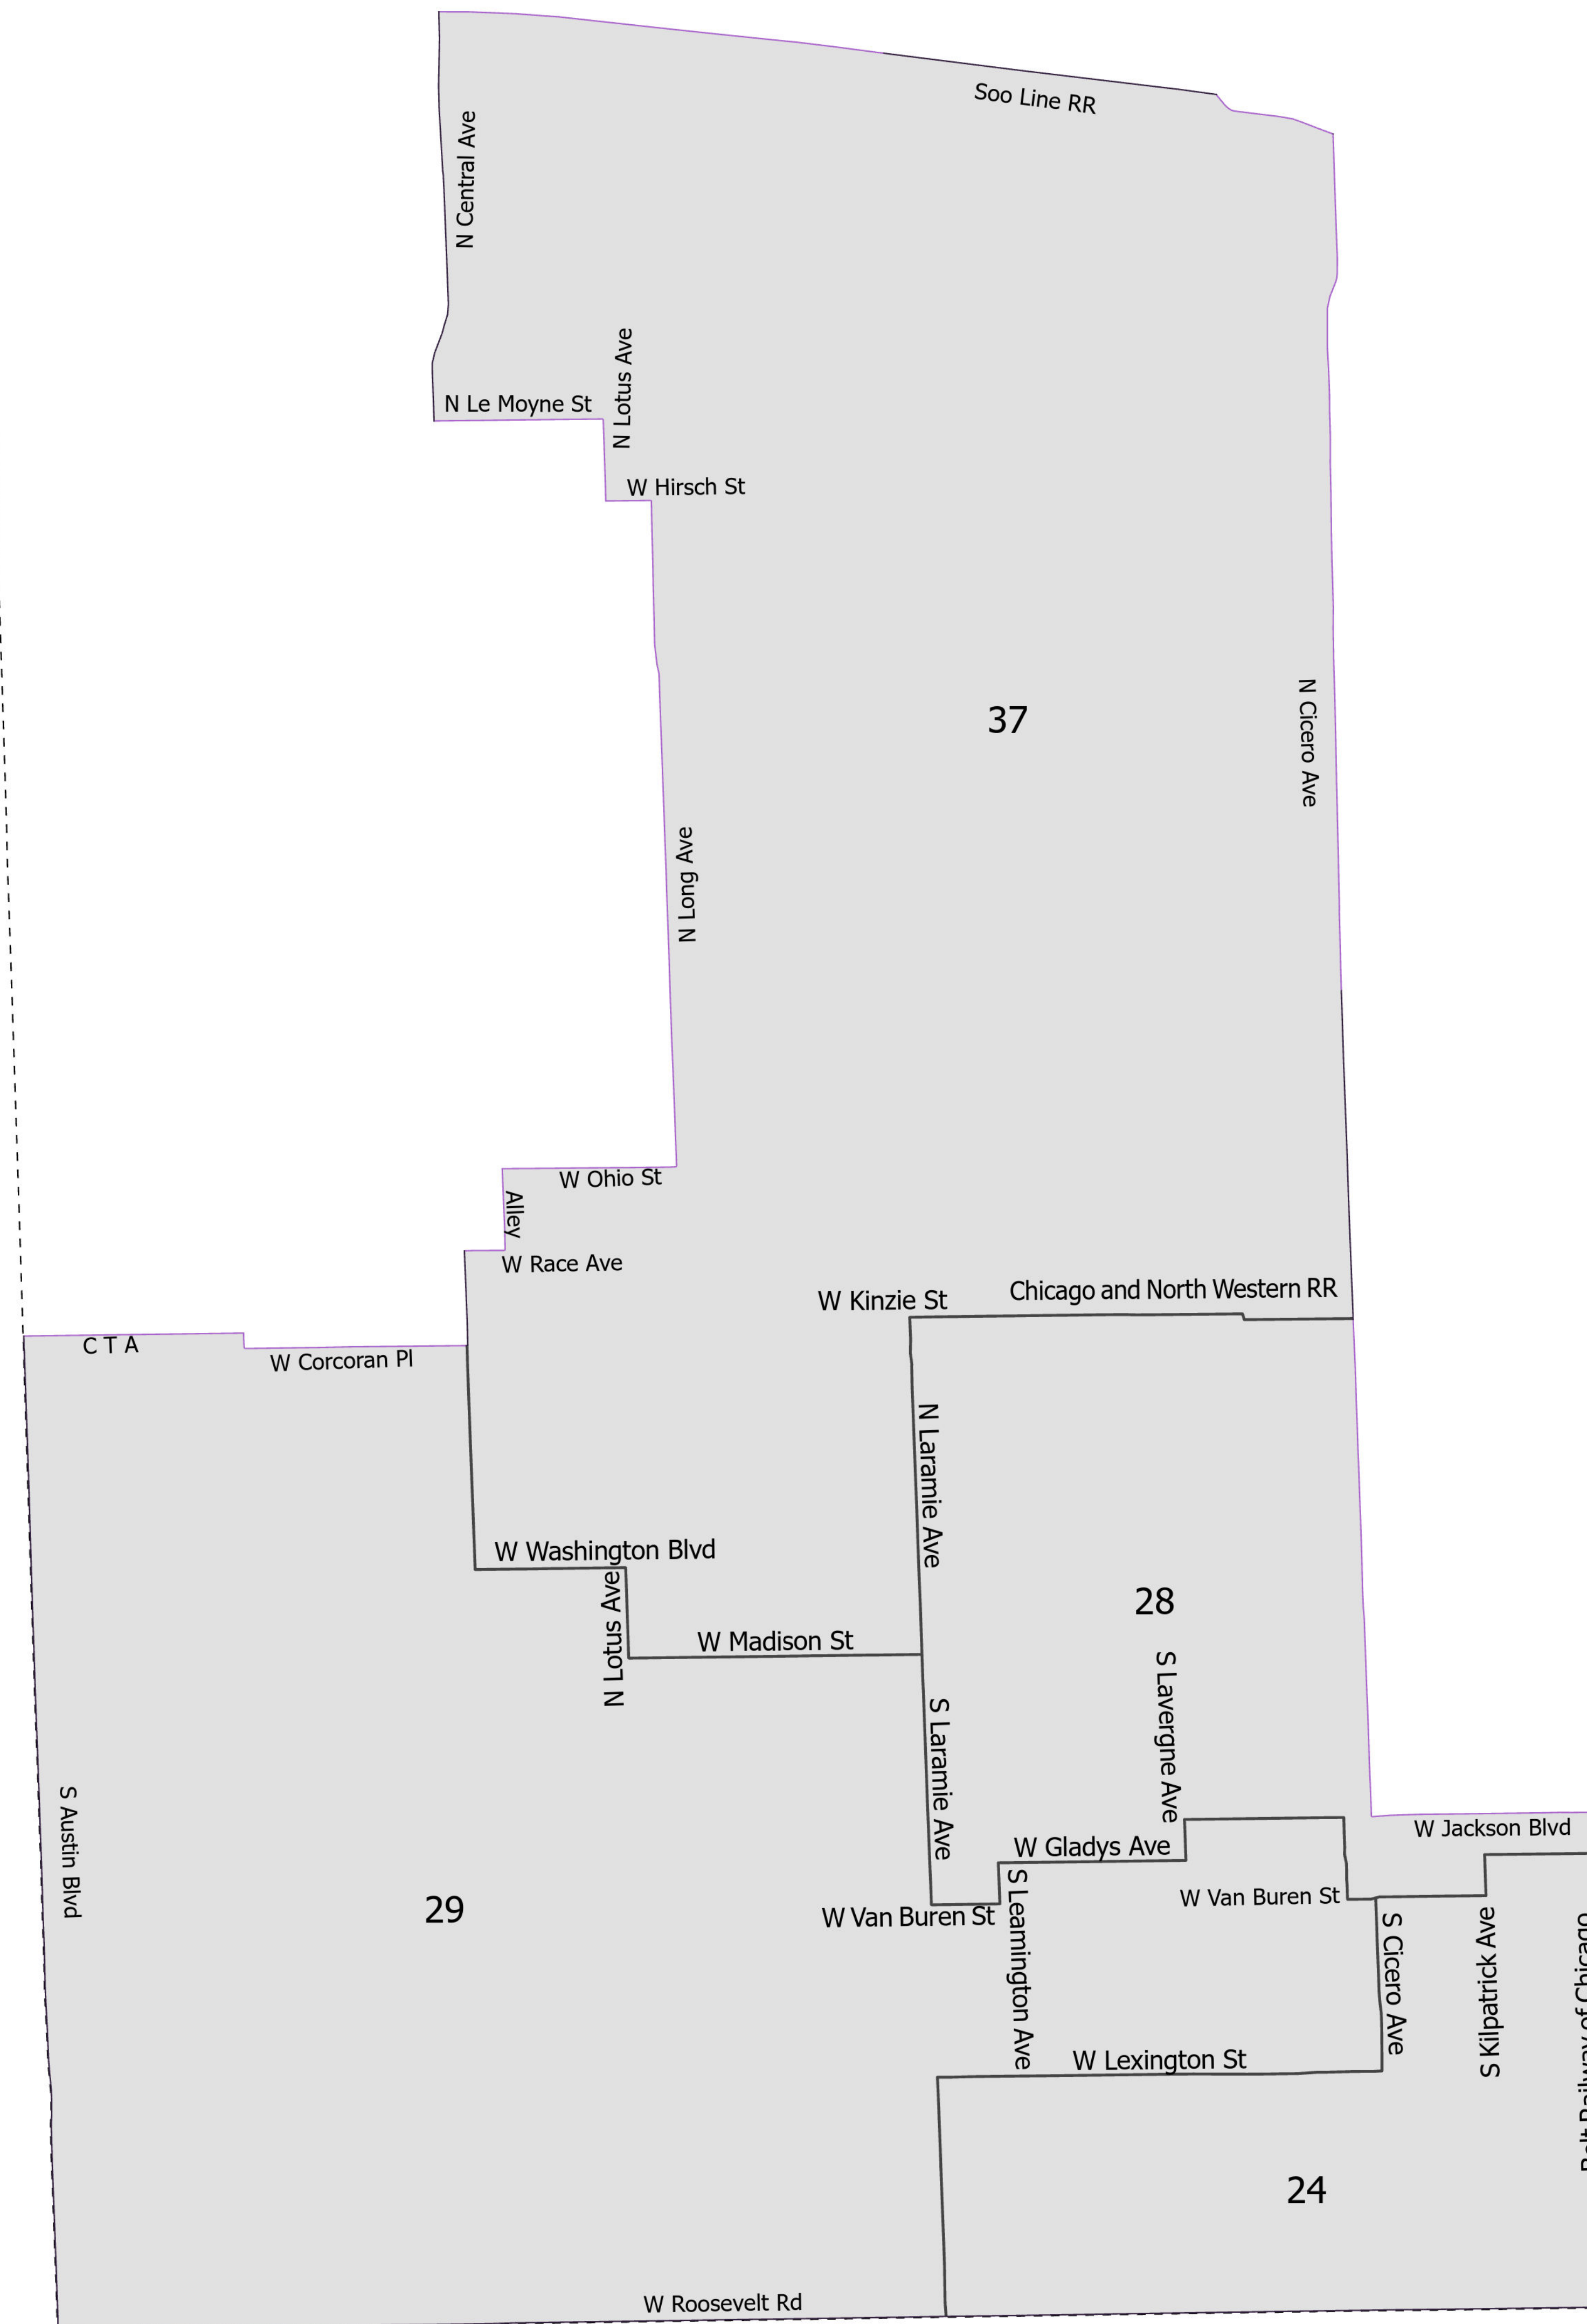 Soo Line RR
N Central Ave
N Lotus Ave
N Le Moyne St
W Hirsch St
37
N Cicero Ave
N Long Ave
W Ohio St
Alley
W Race Ave
Chicago and North Western RR
W Kinzie St
C T A
W Corcoran Pl
N Laramie Ave
W Washington Blvd
N Lotus Ave
28
W Madison St
S Lavergne Ave
S Laramie Ave
S Austin Blvd
W Jackson Blvd
W Gladys Ave
29
W Van Buren St
W Van Buren St
S Leamington Ave
S Cicero Ave
S Kilpatrick Ave
W Lexington St
24
W Roosevelt Rd